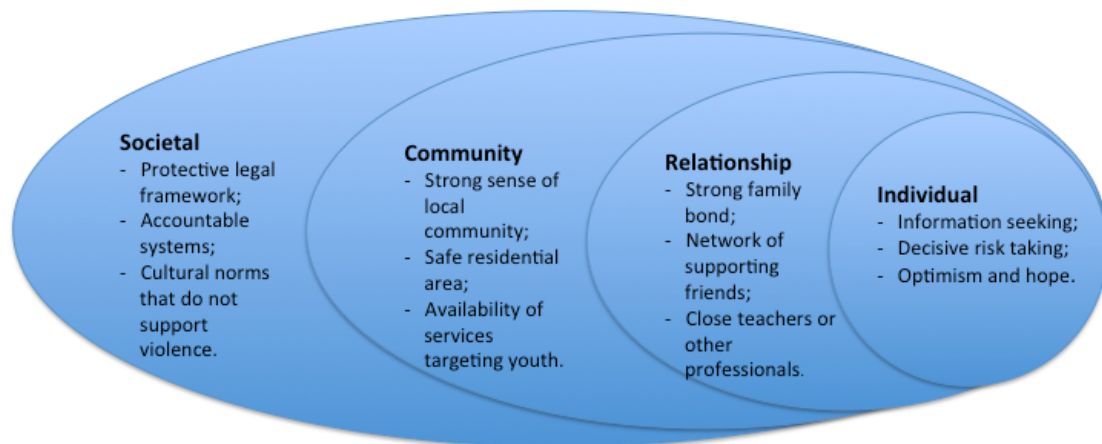 Societal
- Protective legal
framework;
- Accountable
systems;
- Cultural norms
that do not
support
violence.
Community
- Strong sense of
local
community;
- Safe residential
area;
- Availability of
services
targeting youth.
Relationship
- Strong family
bond;
- Network of
supporting
friends;
- Close teachers or
other
professionals.
Individual
- Information seeking;
- Decisive risk taking;
- Optimism and hope.